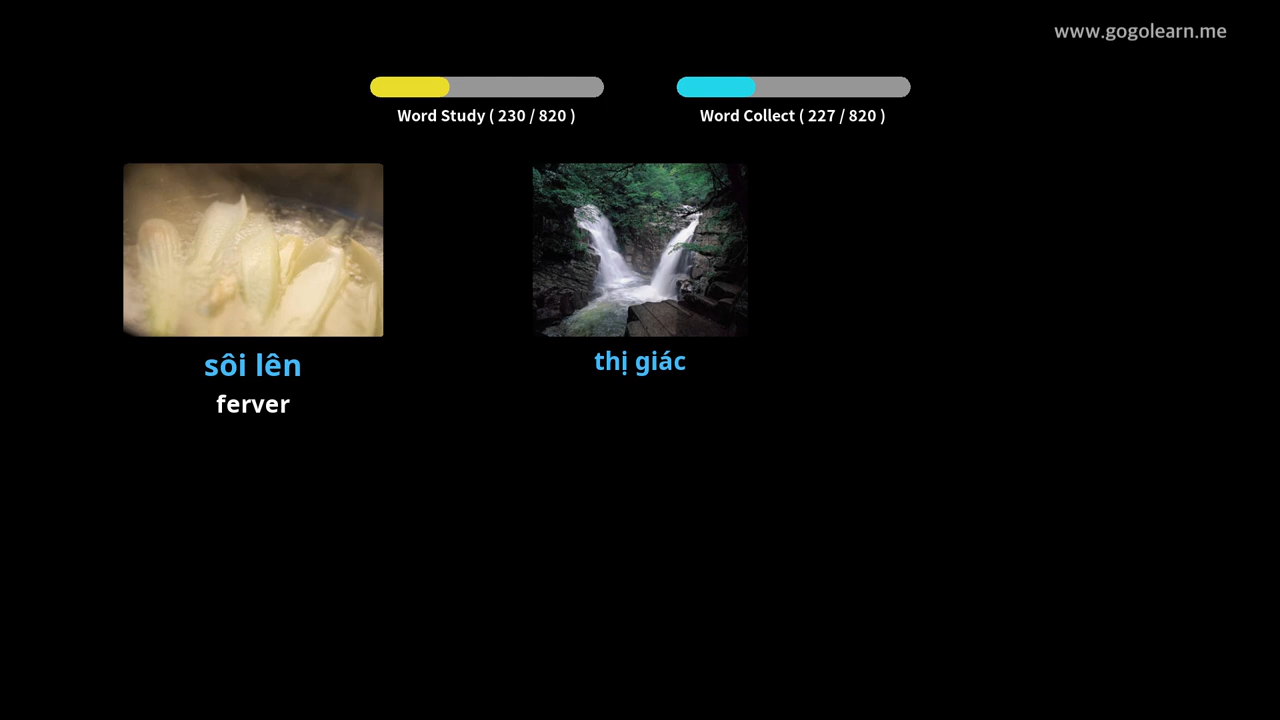 www.gogolearn.me
Word Study ( 230 / 820 )
Word Collect ( 227 / 820 )
sôi lên
ferver
thị giác